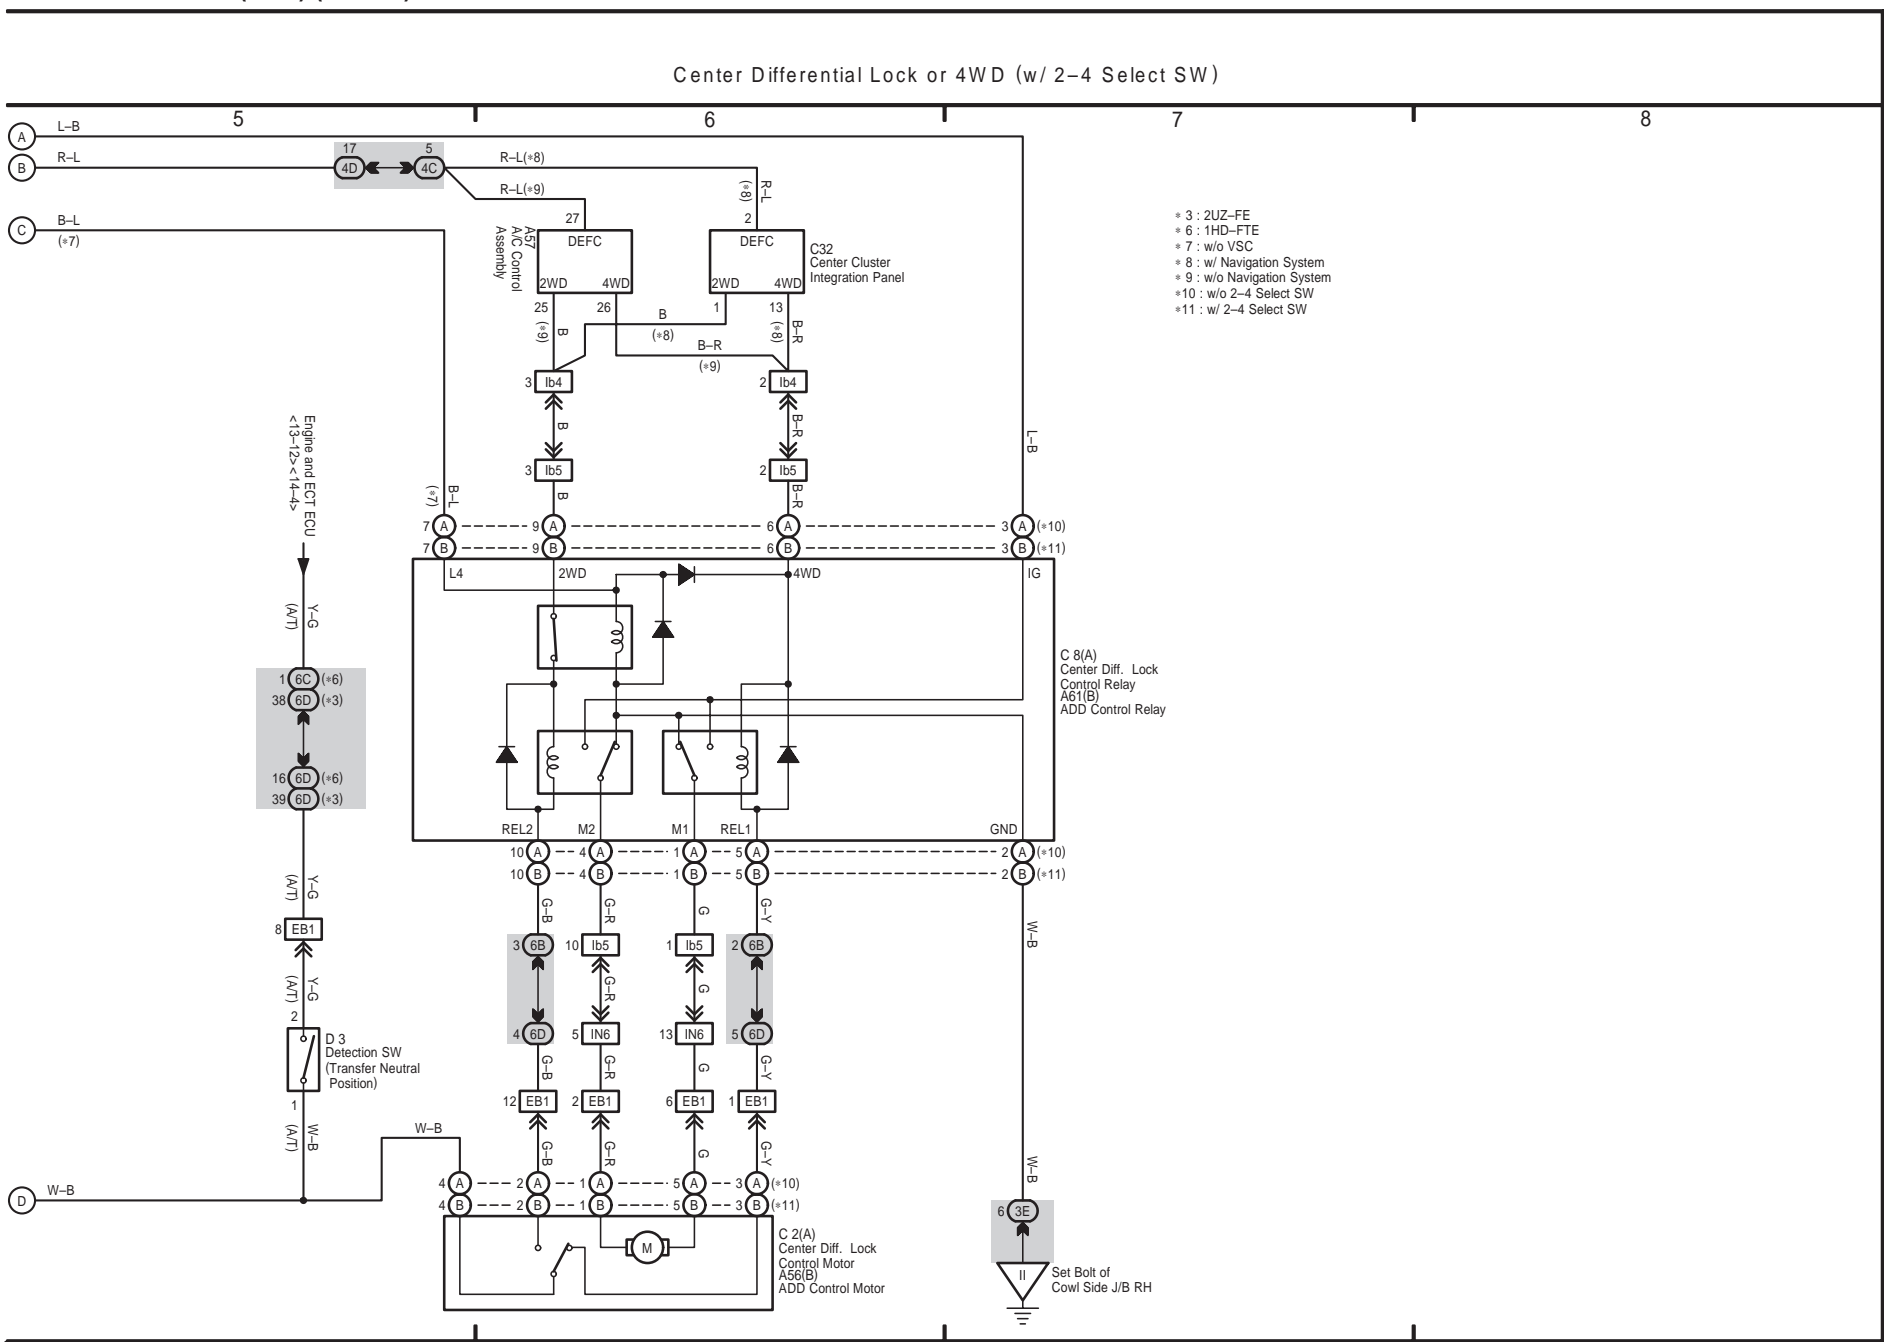 Center Differential Lock or 4WD (w/ 2–4 Select SW)
5 6 7 8
A L–B
B R–L
17 5
4D 4C
R–L(∗8)
R–L(∗9)
R–L
(∗8)
C B–L
(∗7)
27
DEFC
2WD 4WD
A57
A/C Control
Assembly
25 26
2
DEFC
2WD 4WD
C32
Center Cluster
Integration Panel
1 13
∗ 3 : 2UZ–FE
∗ 6 : 1HD–FTE
∗ 7 : w/o VSC
∗ 8 : w/ Navigation System
∗ 9 : w/o Navigation System
∗10 : w/o 2–4 Select SW
∗11 : w/ 2–4 Select SW
(∗9) B
B
(∗8)
B–R
(∗9)
(∗8) B–R
3 Ib4 2 Ib4
B B–R
3 Ib5 2 Ib5
B B–R
L–B
(∗7) B–L
Engine and ECT ECU
<13–12><14–4>
7 A 9 A 6 A 3 A (∗10)
7 B 9 B 6 B 3 B (∗11)
L4 2WD 4WD IG
(A/T) Y–G
1 6C (∗6)
38 6D (∗3)
16 6D (∗6)
39 6D (∗3)
C 8(A)
Center Diff. Lock
Control Relay
A61(B)
ADD Control Relay
REL2 M2 M1 REL1 GND
10 A 4 A 1 A 5 A 2 A (∗10)
10 B 4 B 1 B 5 B 2 B (∗11)
(A/T) Y–G
G–B G–R G G–Y W–B
8 EB1
3 6B 10 Ib5 1 Ib5 2 6B
(A/T) Y–G
G–R G
2
4 6D 5 IN6 13 IN6 5 6D
D 3
Detection SW
(Transfer Neutral
Position)
G–B G–R G G–Y
1
12 EB1 2 EB1 6 EB1 1 EB1
(A/T) W–B
W–B
G–B G–R G G–Y W–B
D W–B
4 A 2 A 1 A 5 A 3 A (∗10)
4 B 2 B 1 B 5 B 3 B (∗11)
6 3E
M
C 2(A)
Center Diff. Lock
Control Motor
A56(B)
ADD Control Motor
II
Set Bolt of
Cowl Side J/B RH